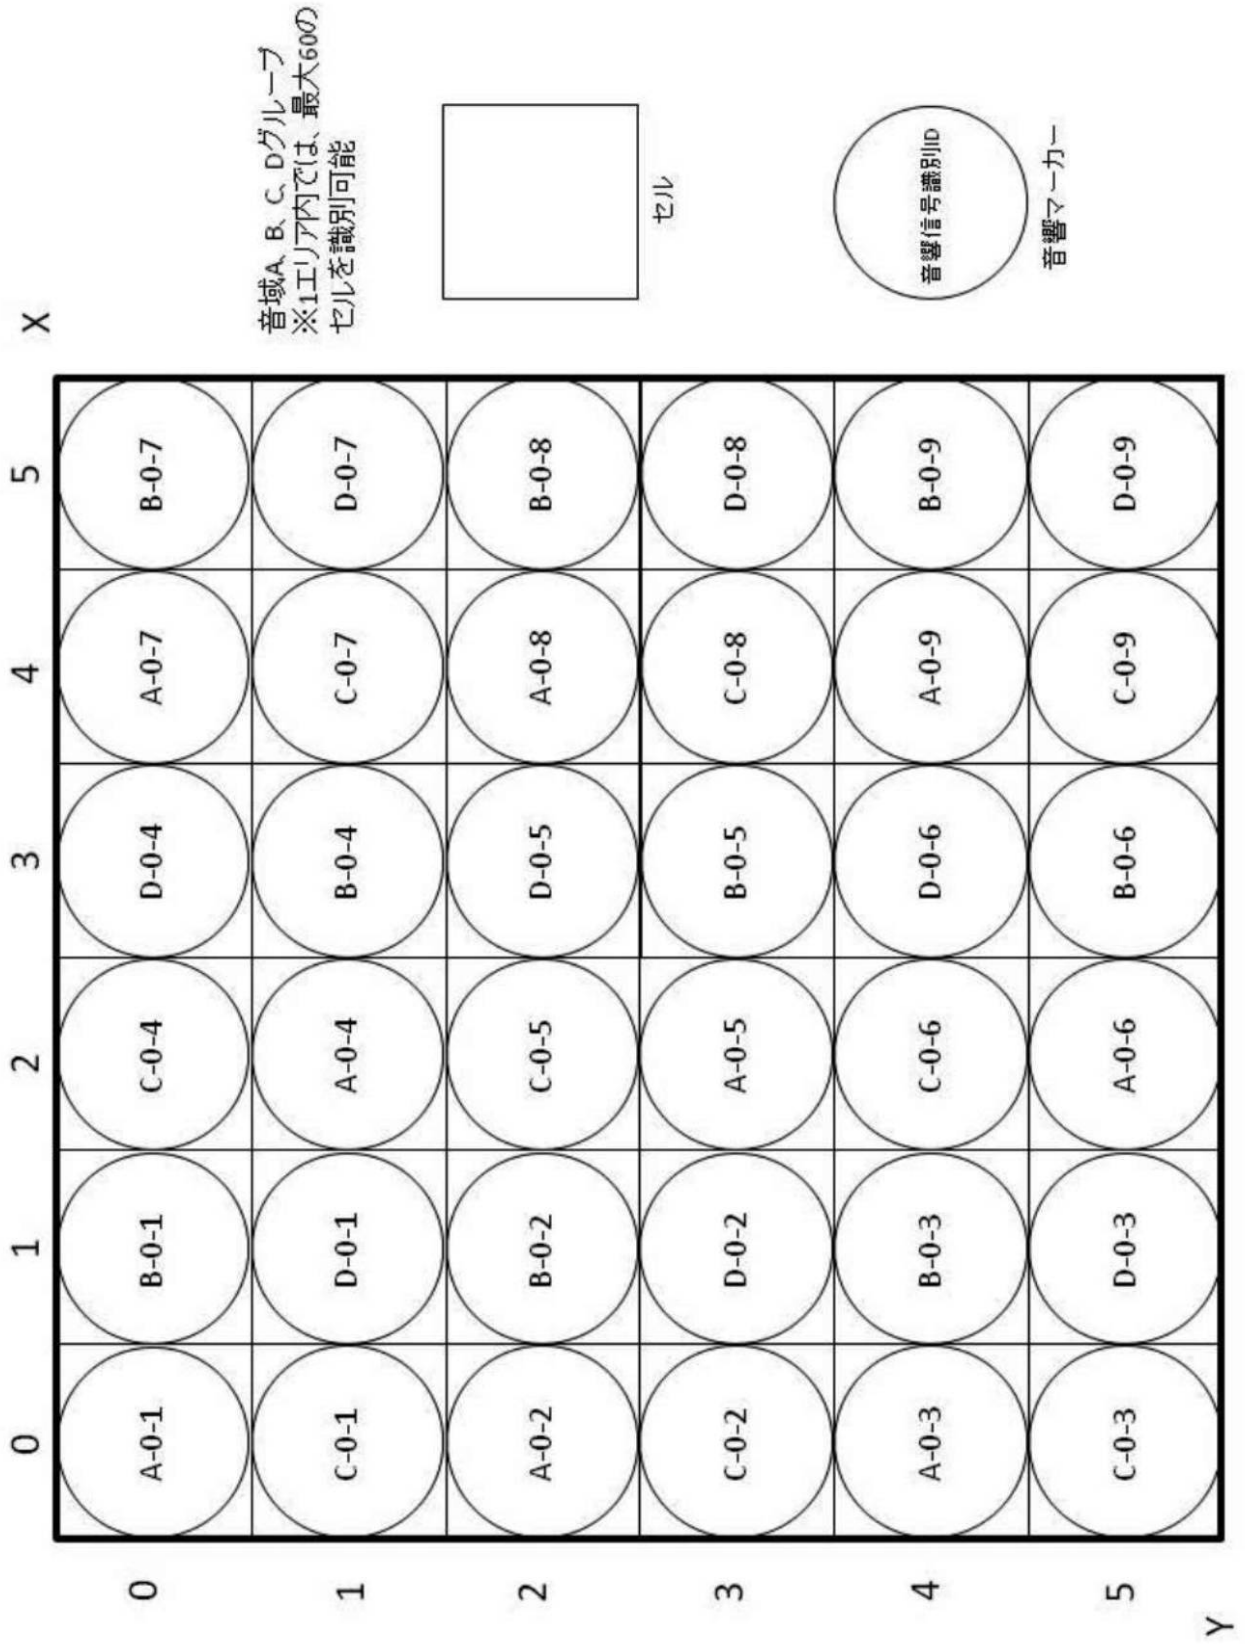 0 1 2 3 4 5 X
0 A-0-1 B-0-1 C-0-4 D-0-4 A-0-7 B-0-7
1 C-0-1 D-0-1 A-0-4 B-0-4 C-0-7 D-0-7
2 A-0-2 B-0-2 C-0-5 D-0-5 A-0-8 B-0-8
3 C-0-2 D-0-2 A-0-5 B-0-5 C-0-8 D-0-8
4 A-0-3 B-0-3 C-0-6 D-0-6 A-0-9 B-0-9
5 C-0-3 D-0-3 A-0-6 B-0-6 C-0-9 D-0-9
Y
音域A、B、C、Dグループ
※1エリア内では、最大60の
セルを識別可能
セル
音響信号識別ID
音響マーカー